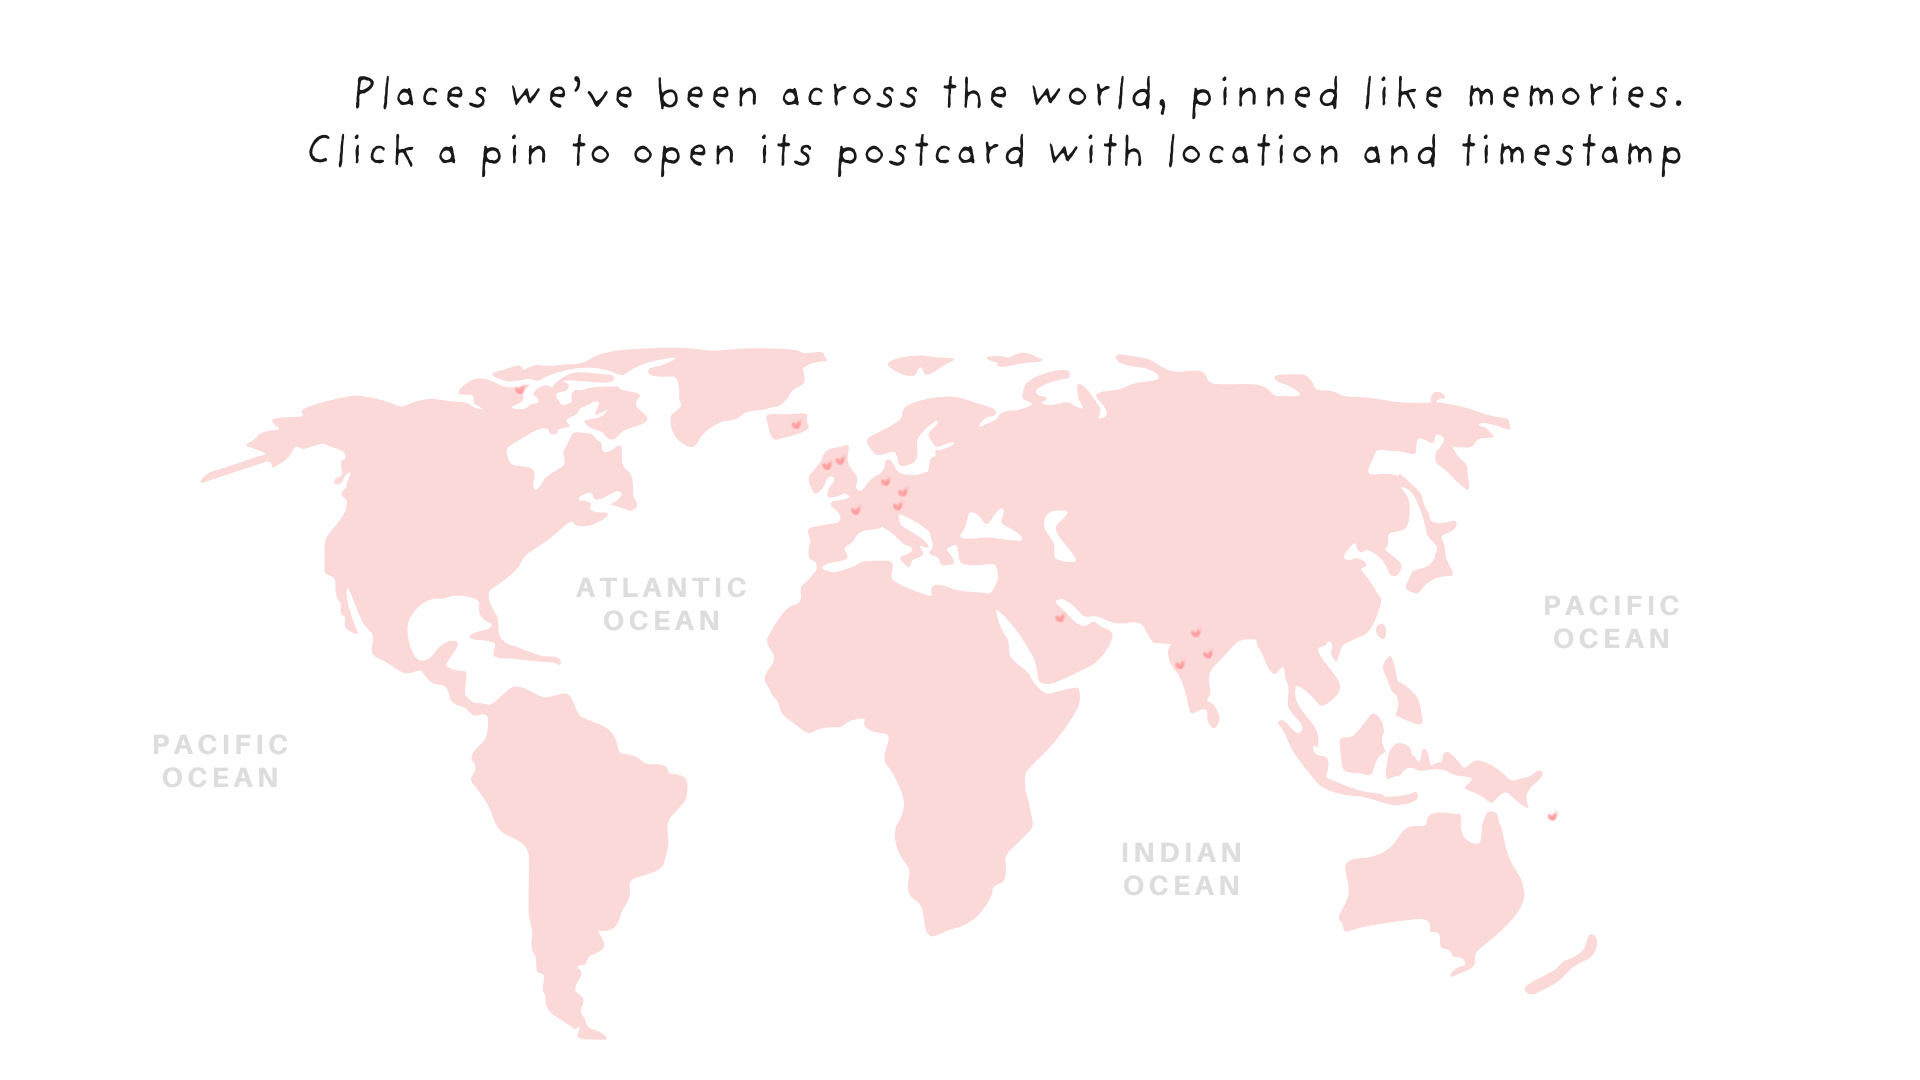 Places we've been across the world, pinned like memories.
Click a pin to open its postcard with location and timestamp
ATLANTIC
OCEAN
PACIFIC
OCEAN
PACIFIC
OCEAN
INDIAN
OCEAN